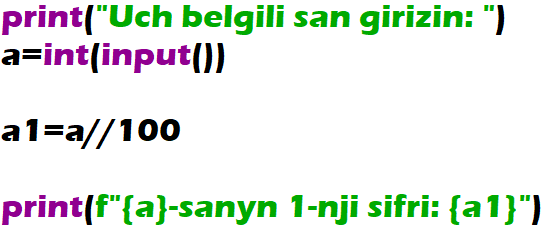 print("Uch belgili san girizin: ")
a=int(input())
a1=a//100
print(f"{a}-sanyn 1-nji sifri: {a1}")